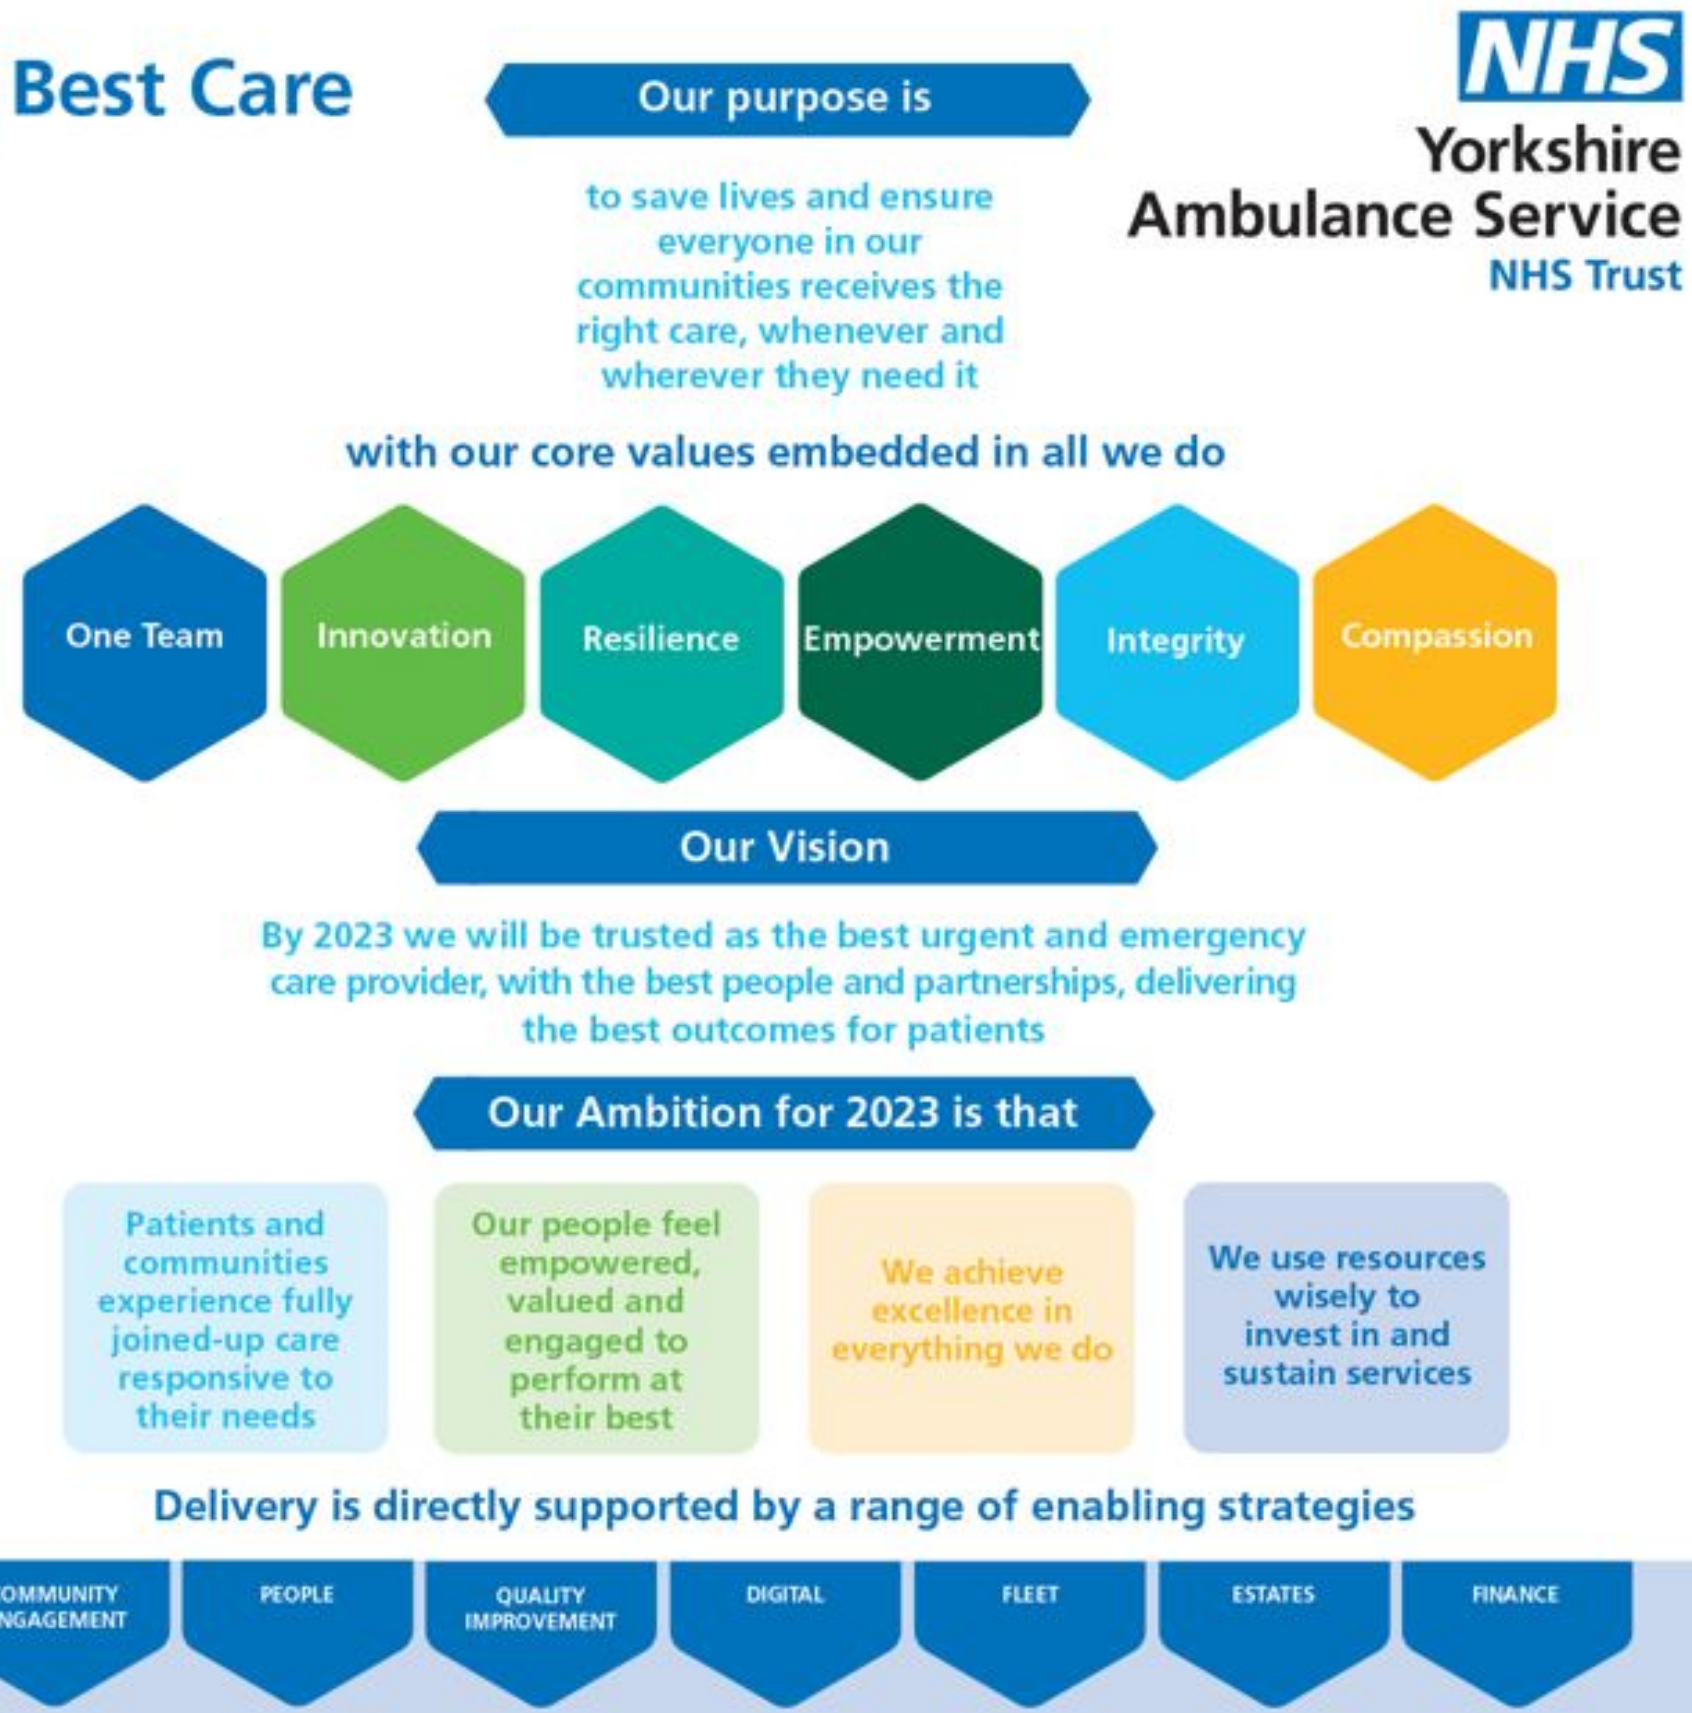 Best Care
Our purpose is
NHS
Yorkshire
Ambulance Service
NHS Trust
to save lives and ensure
everyone in our
communities receives the
right care, whenever and
wherever they need it
with our core values embedded in all we do
One Team
Innovation
Resilience
Empowerment
Integrity
Compassion
Our Vision
By 2023 we will be trusted as the best urgent and emergency
care provider, with the best people and partnerships, delivering
the best outcomes for patients
Our Ambition for 2023 is that
Patients and
communities
experience fully
joined-up care
responsive to
their needs
Our people feel
empowered,
valued and
engaged to
perform at
their best
We achieve
excellence in
everything we do
We use resources
wisely to
invest in and
sustain services
Delivery is directly supported by a range of enabling strategies
OMMUNITY
NGAGEMENT
PEOPLE
QUALITY
IMPROVEMENT
DIGITAL
FLEET
ESTATES
FINANCE